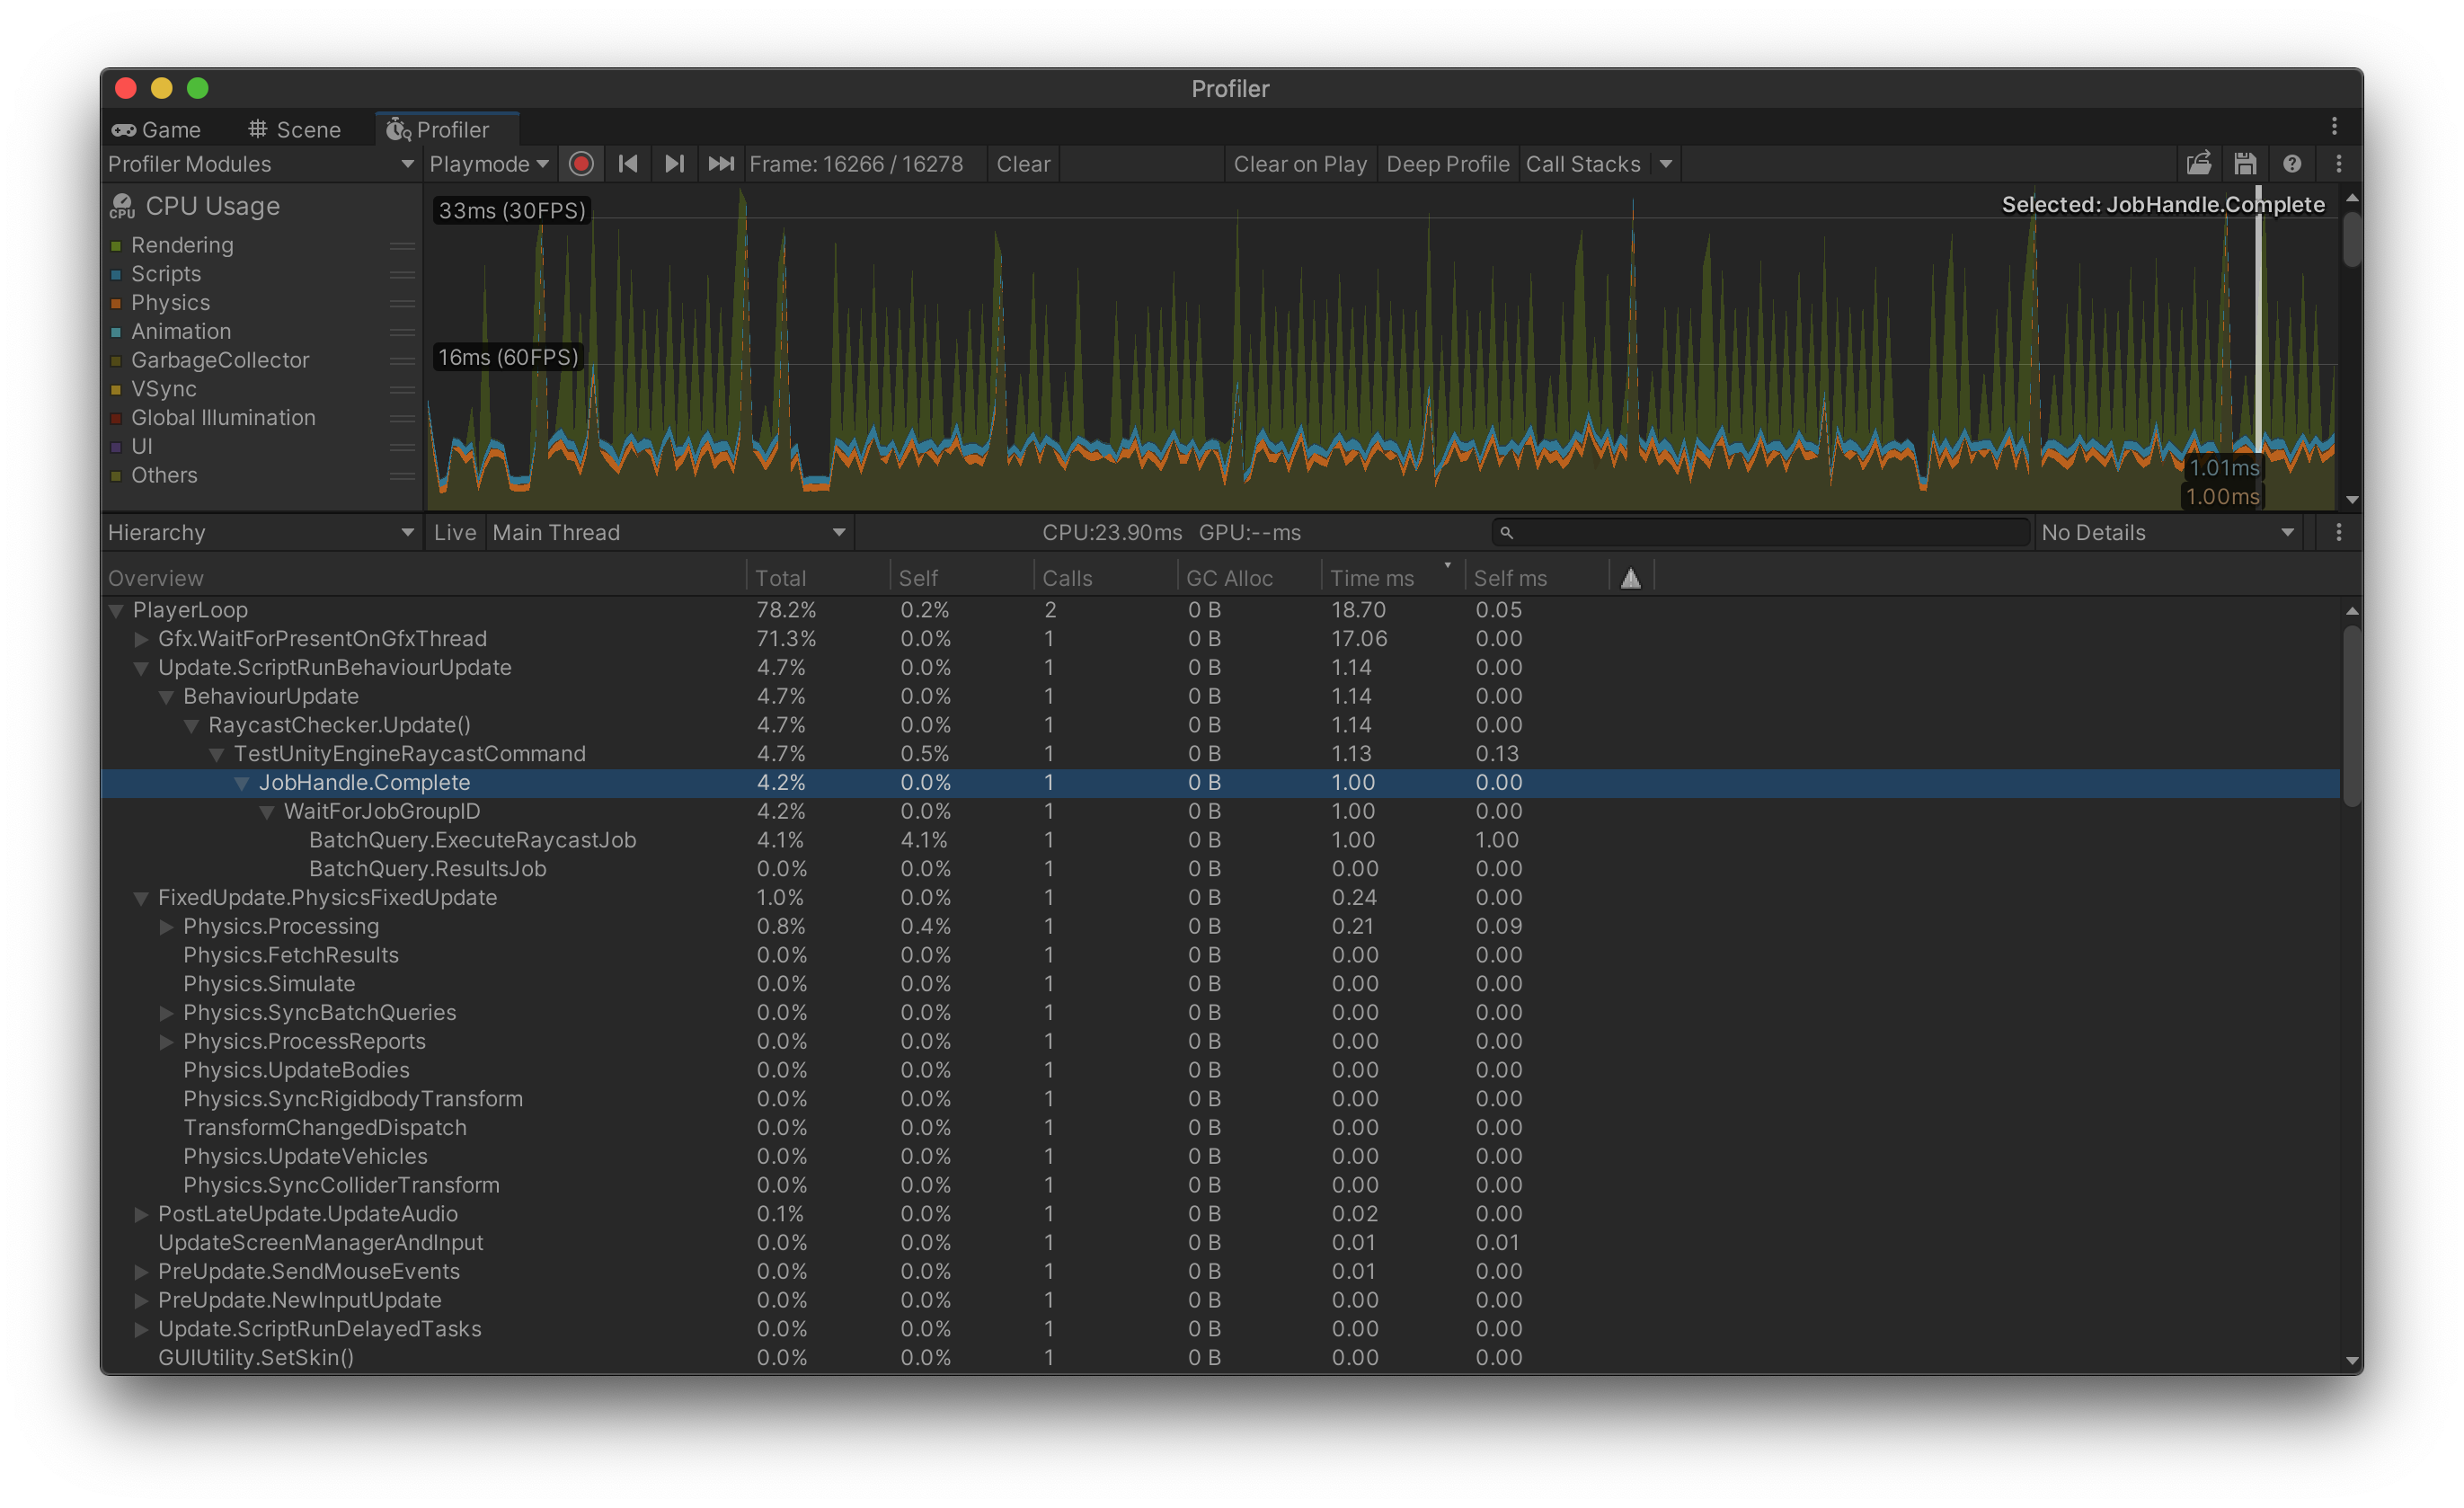 Profiler
Game Scene Profiler
Profiler Modules Playmode Frame: 16266 / 16278 Clear Clear on Play Deep Profile Call Stacks
CPU CPU Usage
Rendering
Scripts
Physics
Animation
GarbageCollector
VSync
Global Illumination
UI
Others
33ms (30FPS)
Selected: JobHandle.Complete
16ms (60FPS)
1.01ms
1.00ms
Hierarchy Live Main Thread CPU:23.90ms GPU:--ms No Details
Overview Total Self Calls GC Alloc Time ms Self ms
PlayerLoop 78.2% 0.2% 2 0 B 18.70 0.05
Gfx.WaitForPresentOnGfxThread 71.3% 0.0% 1 0 B 17.06 0.00
Update.ScriptRunBehaviourUpdate 4.7% 0.0% 1 0 B 1.14 0.00
BehaviourUpdate 4.7% 0.0% 1 0 B 1.14 0.00
RaycastChecker.Update() 4.7% 0.0% 1 0 B 1.14 0.00
TestUnityEngineRaycastCommand 4.7% 0.5% 1 0 B 1.13 0.13
JobHandle.Complete 4.2% 0.0% 1 0 B 1.00 0.00
WaitForJobGroupID 4.2% 0.0% 1 0 B 1.00 0.00
BatchQuery.ExecuteRaycastJob 4.1% 4.1% 1 0 B 1.00 1.00
BatchQuery.ResultsJob 0.0% 0.0% 1 0 B 0.00 0.00
FixedUpdate.PhysicsFixedUpdate 1.0% 0.0% 1 0 B 0.24 0.00
Physics.Processing 0.8% 0.4% 1 0 B 0.21 0.09
Physics.FetchResults 0.0% 0.0% 1 0 B 0.00 0.00
Physics.Simulate 0.0% 0.0% 1 0 B 0.00 0.00
Physics.SyncBatchQueries 0.0% 0.0% 1 0 B 0.00 0.00
Physics.ProcessReports 0.0% 0.0% 1 0 B 0.00 0.00
Physics.UpdateBodies 0.0% 0.0% 1 0 B 0.00 0.00
Physics.SyncRigidbodyTransform 0.0% 0.0% 1 0 B 0.00 0.00
TransformChangedDispatch 0.0% 0.0% 1 0 B 0.00 0.00
Physics.UpdateVehicles 0.0% 0.0% 1 0 B 0.00 0.00
Physics.SyncColliderTransform 0.0% 0.0% 1 0 B 0.00 0.00
PostLateUpdate.UpdateAudio 0.1% 0.0% 1 0 B 0.02 0.00
UpdateScreenManagerAndInput 0.0% 0.0% 1 0 B 0.01 0.01
PreUpdate.SendMouseEvents 0.0% 0.0% 1 0 B 0.01 0.00
PreUpdate.NewInputUpdate 0.0% 0.0% 1 0 B 0.00 0.00
Update.ScriptRunDelayedTasks 0.0% 0.0% 1 0 B 0.00 0.00
GUIUtility.SetSkin() 0.0% 0.0% 1 0 B 0.00 0.00